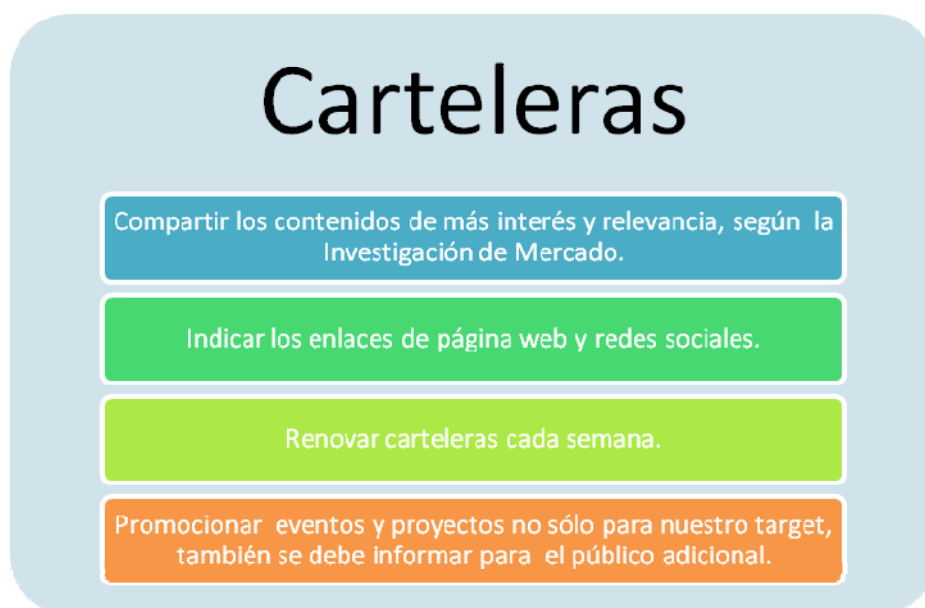 Carteleras
Compartir los contenidos de más interés y relevancia, según la
Investigación de Mercado.
Indicar los enlaces de página web y redes sociales.
Renovar carteleras cada semana.
Promocionar eventos y proyectos no sólo para nuestro target,
también se debe informar para el público adicional.